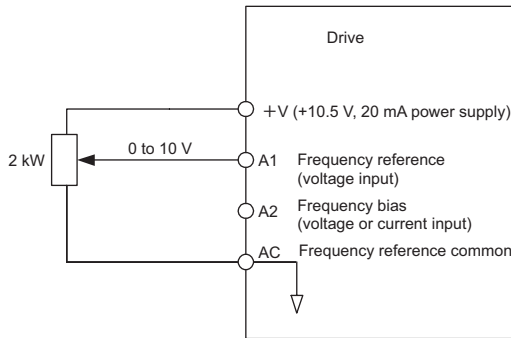 Drive
+V (+10.5 V, 20 mA power supply)
0 to 10 V
2 kW
A1 Frequency reference
(voltage input)
A2 Frequency bias
(voltage or current input)
AC Frequency reference common